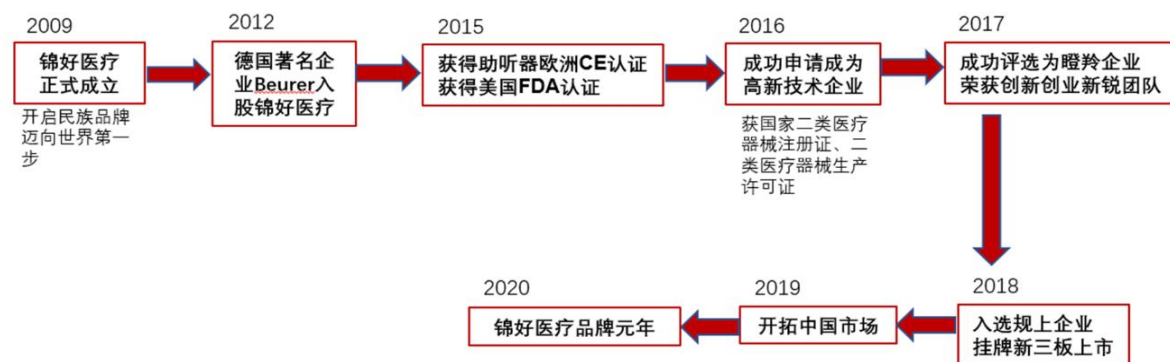 2009
锦好医疗
正式成立
开启民族品牌
迈向世界第一
步
2012
德国著名企
业Beurer入
股锦好医疗
2015
获得助听器欧洲CE认证
获得美国FDA认证
2016
成功申请成为
高新技术企业
获国家二类医疗
器械注册证、二
类医疗器械生产
许可证
2017
成功评选为瞪羚企业
荣获创新创业新锐团队
2018
入选规上企业
挂牌新三板上市
2019
开拓中国市场
2020
锦好医疗品牌元年